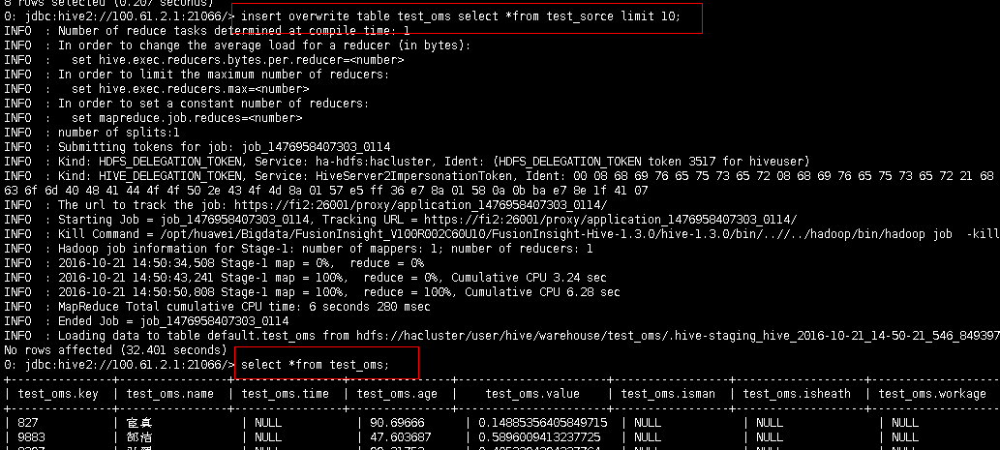 8 rows selected (0.207 seconds)
0: jdbc:hive2://100.61.2.1:21066/> insert overwrite table test_oms select *from test_sorce limit 10;
INFO  : Number of reduce tasks determined at compile time: 1
INFO  : In order to change the average load for a reducer (in bytes):
INFO  :   set hive.exec.reducers.bytes.per.reducer=<number>
INFO  : In order to limit the maximum number of reducers:
INFO  :   set hive.exec.reducers.max=<number>
INFO  : In order to set a constant number of reducers:
INFO  :   set mapreduce.job.reduces=<number>
INFO  : number of splits:1
INFO  : Submitting tokens for job: job_1476958407303_0114
INFO  : Kind: HDFS_DELEGATION_TOKEN, Service: ha-hdfs:hacluster, Ident: (HDFS_DELEGATION_TOKEN token 3517 for hiveuser)
INFO  : Kind: HIVE_DELEGATION_TOKEN, Service: HiveServer2ImpersonationToken, Ident: 00 08 68 69 76 65 75 73 65 72 08 68 69 76 65 75 73 65 72 21 68
63 6f 6d 40 48 41 44 4f 4f 50 2e 43 4f 4d 8a 01 57 e5 ff 36 e7 8a 01 58 0a 0b ba e7 8e 1f 41 07
INFO  : The url to track the job: https://fi2:26001/proxy/application_1476958407303_0114/
INFO  : Starting Job = job_1476958407303_0114, Tracking URL = https://fi2:26001/proxy/application_1476958407303_0114/
INFO  : Kill Command = /opt/huawei/Bigdata/FusionInsight_V100R002C60U10/FusionInsight-Hive-1.3.0/hive-1.3.0/bin/..//../hadoop/bin/hadoop job  -kill
INFO  : Hadoop job information for Stage-1: number of mappers: 1; number of reducers: 1
INFO  : 2016-10-21 14:50:34,508 Stage-1 map = 0%,  reduce = 0%
INFO  : 2016-10-21 14:50:43,241 Stage-1 map = 100%,  reduce = 0%, Cumulative CPU 3.24 sec
INFO  : 2016-10-21 14:50:50,808 Stage-1 map = 100%,  reduce = 100%, Cumulative CPU 6.28 sec
INFO  : MapReduce Total cumulative CPU time: 6 seconds 280 msec
INFO  : Ended Job = job_1476958407303_0114
INFO  : Loading data to table default.test_oms from hdfs://hacluster/user/hive/warehouse/test_oms/.hive-staging_hive_2016-10-21_14-50-21_546_849397
No rows affected (32.401 seconds)
0: jdbc:hive2://100.61.2.1:21066/> select *from test_oms;
| test_oms.key | test_oms.name | test_oms.time | test_oms.age | test_oms.value | test_oms.isman | test_oms.isheath | test_oms.workage
| 827 | 宦真 | NULL | 90.69666 | 0.14885356405849715 | NULL | NULL | NULL
| 9883 | NULL | 47.603687 | 0.5896009413237725 | NULL | NULL | NULL